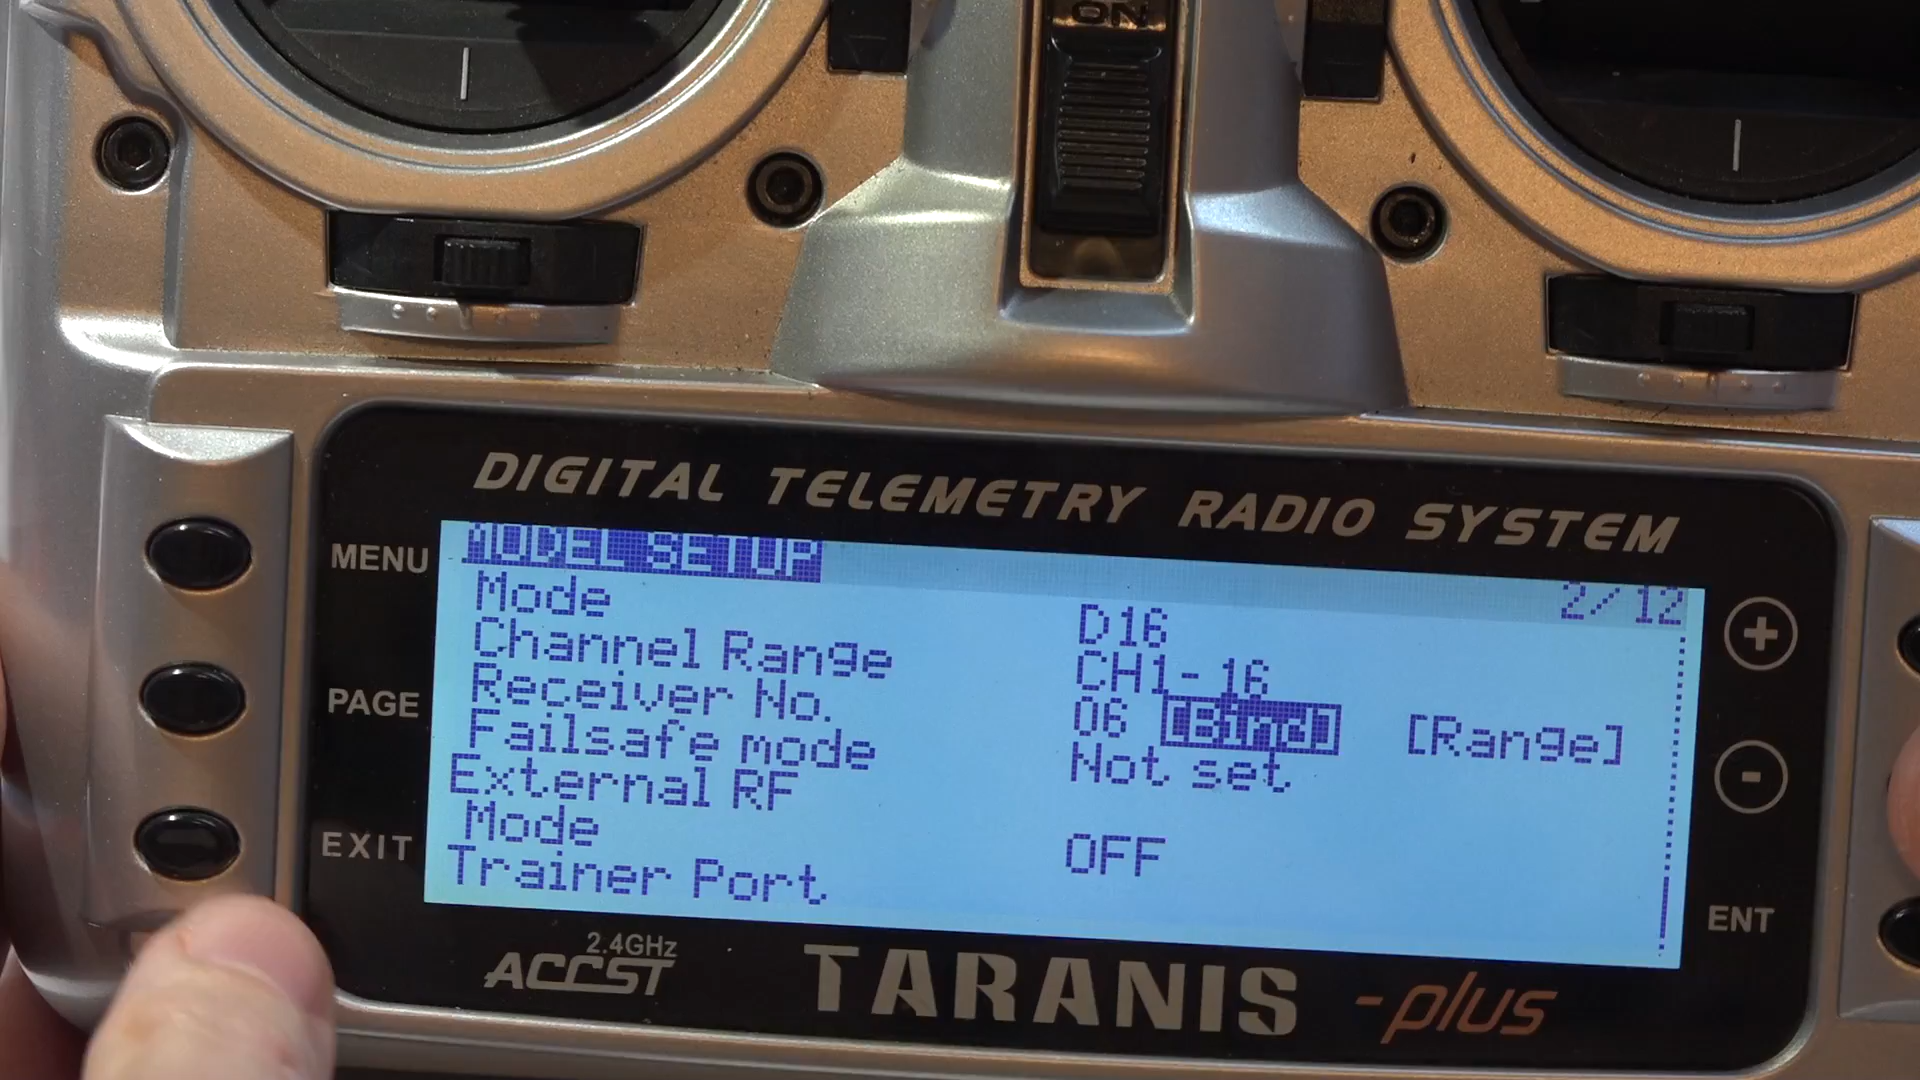 ON
DIGITAL TELEMETRY RADIO SYSTEM
MENU
PAGE
EXIT
MODEL SETUP 2/12
Mode D16
Channel Range CH1-16
Receiver No. 06 [Bind] [Range]
Failsafe mode Not set
External RF
Mode OFF
Trainer Port
+
-
ENT
2.4GHz
ACCST
TARANIS -plus